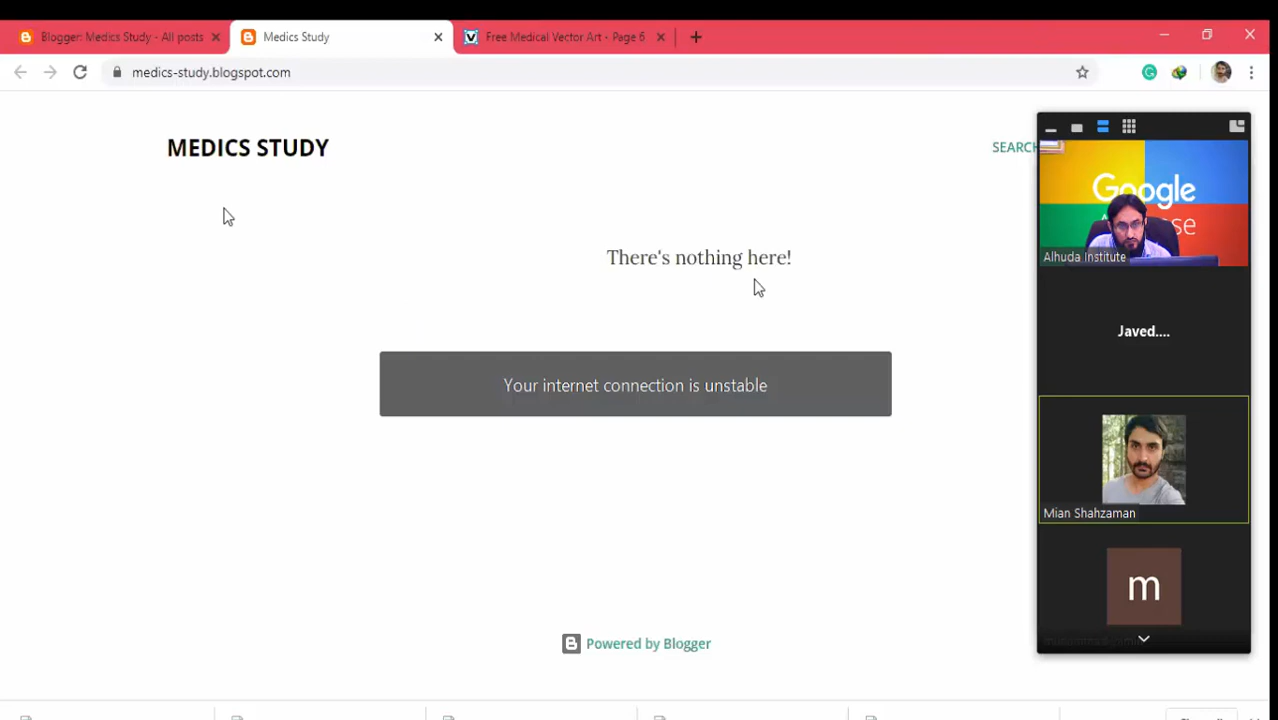 Blogger: Medics Study - All posts
Medics Study
Free Medical Vector Art - Page 6
medics-study.blogspot.com
MEDICS STUDY
SEARCH
There's nothing here!
Your internet connection is unstable
Powered by Blogger
Google
Alhuda Institute
Javed....
Mian Shahzaman
m